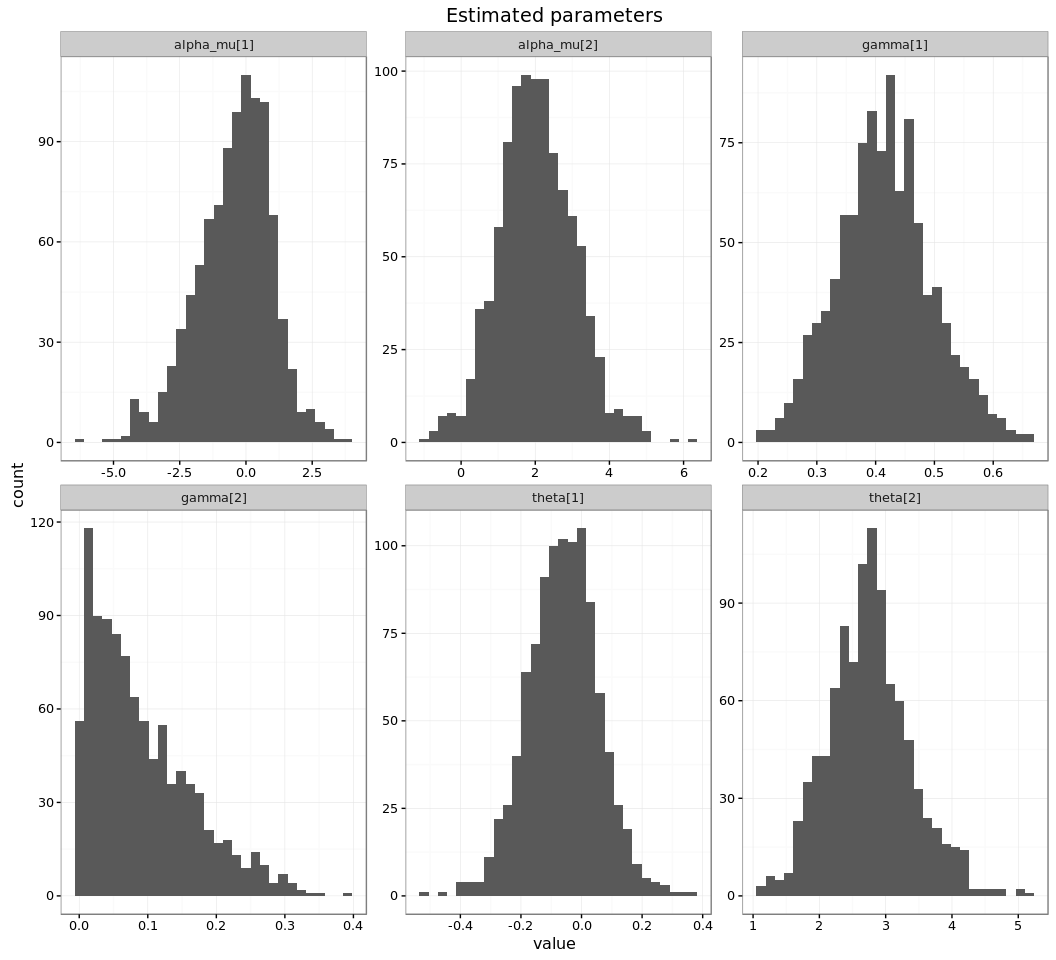 Estimated parameters
alpha_mu[1] alpha_mu[2] gamma[1]
90
60
30
0
-5.0 -2.5 0.0 2.5
100
75
50
25
0
0 2 4 6
75
50
25
0
0.2 0.3 0.4 0.5 0.6
count
gamma[2] theta[1] theta[2]
120
90
60
30
0
0.0 0.1 0.2 0.3 0.4
100
75
50
25
0
-0.4 -0.2 0.0 0.2 0.4
90
60
30
0
1 2 3 4 5
value